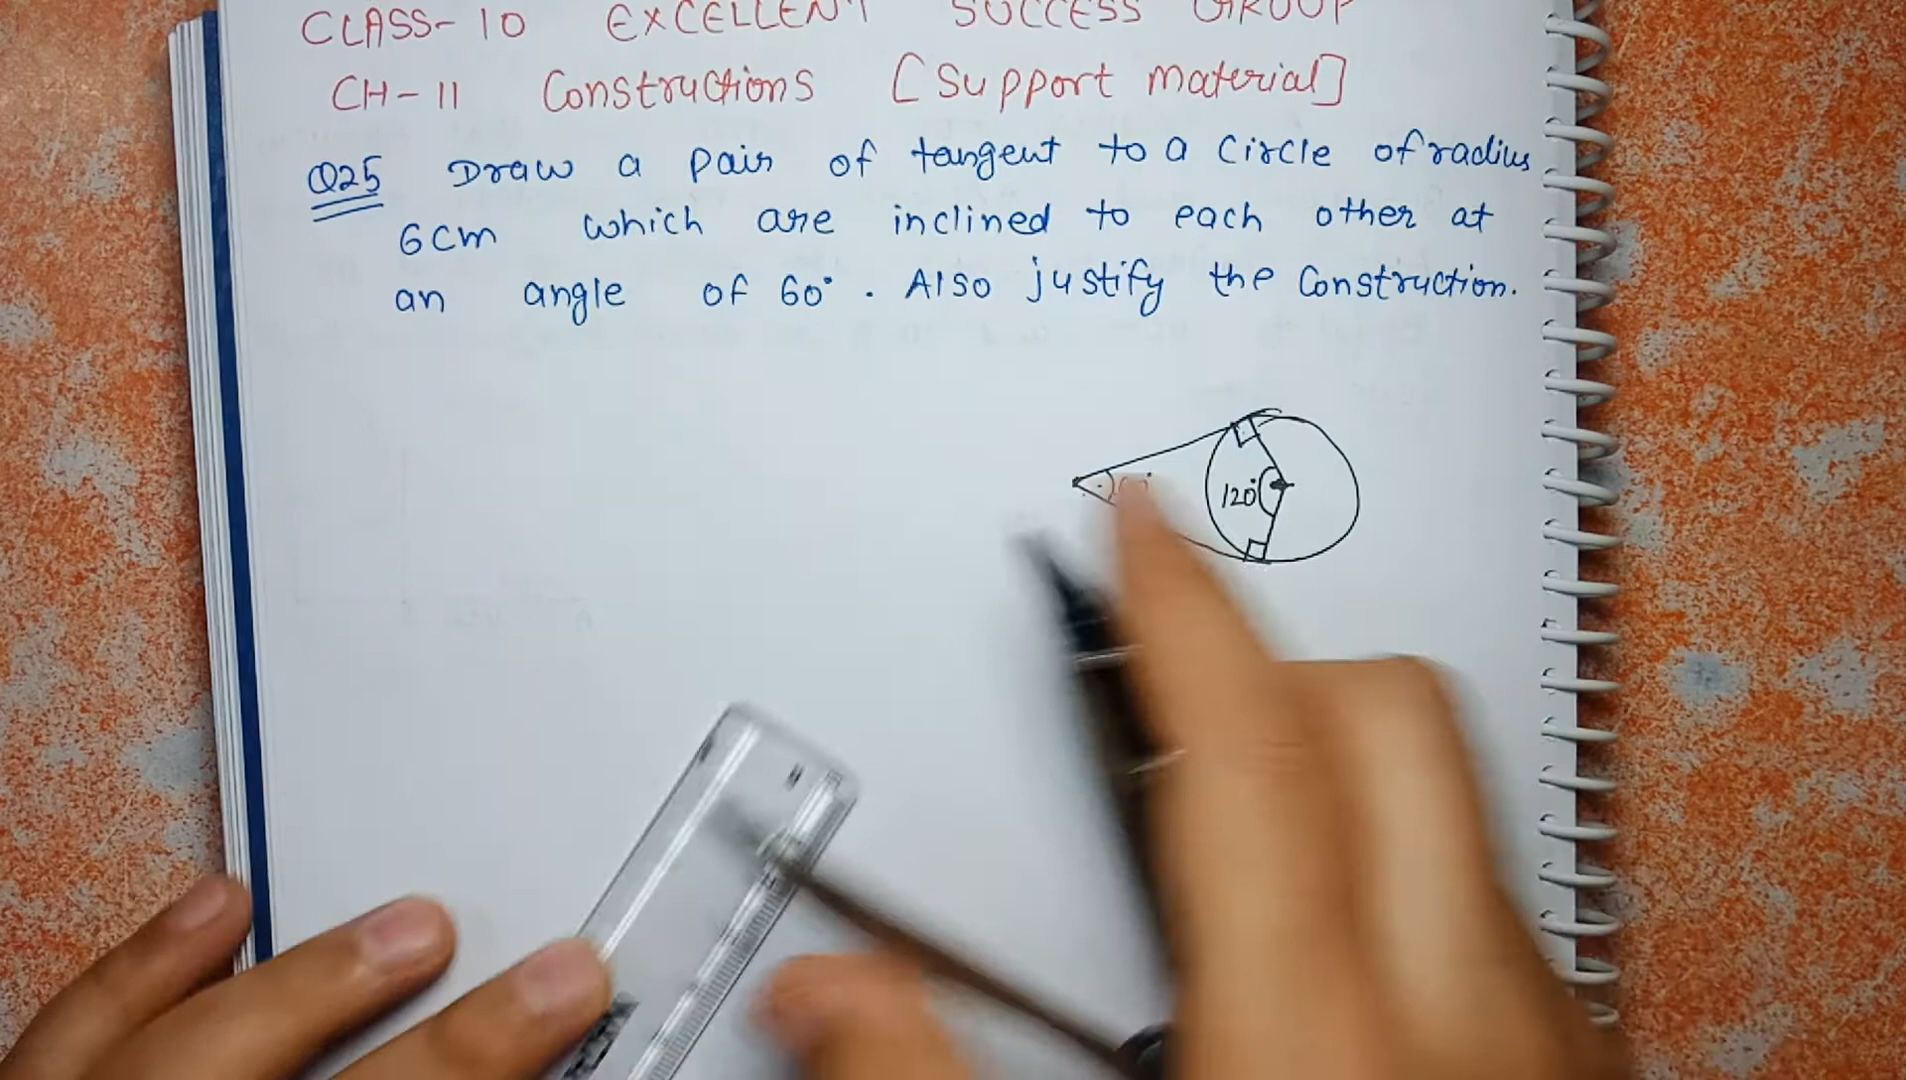 CLASS-10 EXCELLENT SUCCESS GROUP
CH-11 Constructions [Support material]
Q25 Draw a pair of tangent to a circle of radius
6cm which are inclined to each other at
an angle of 60°. Also justify the Construction.
120°